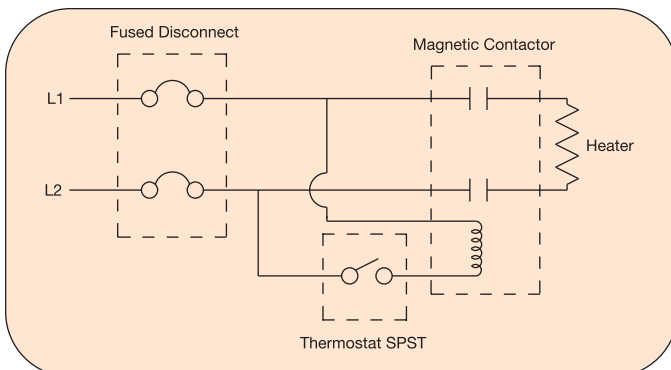 Fused Disconnect
Magnetic Contactor
L1
Heater
L2
Thermostat SPST